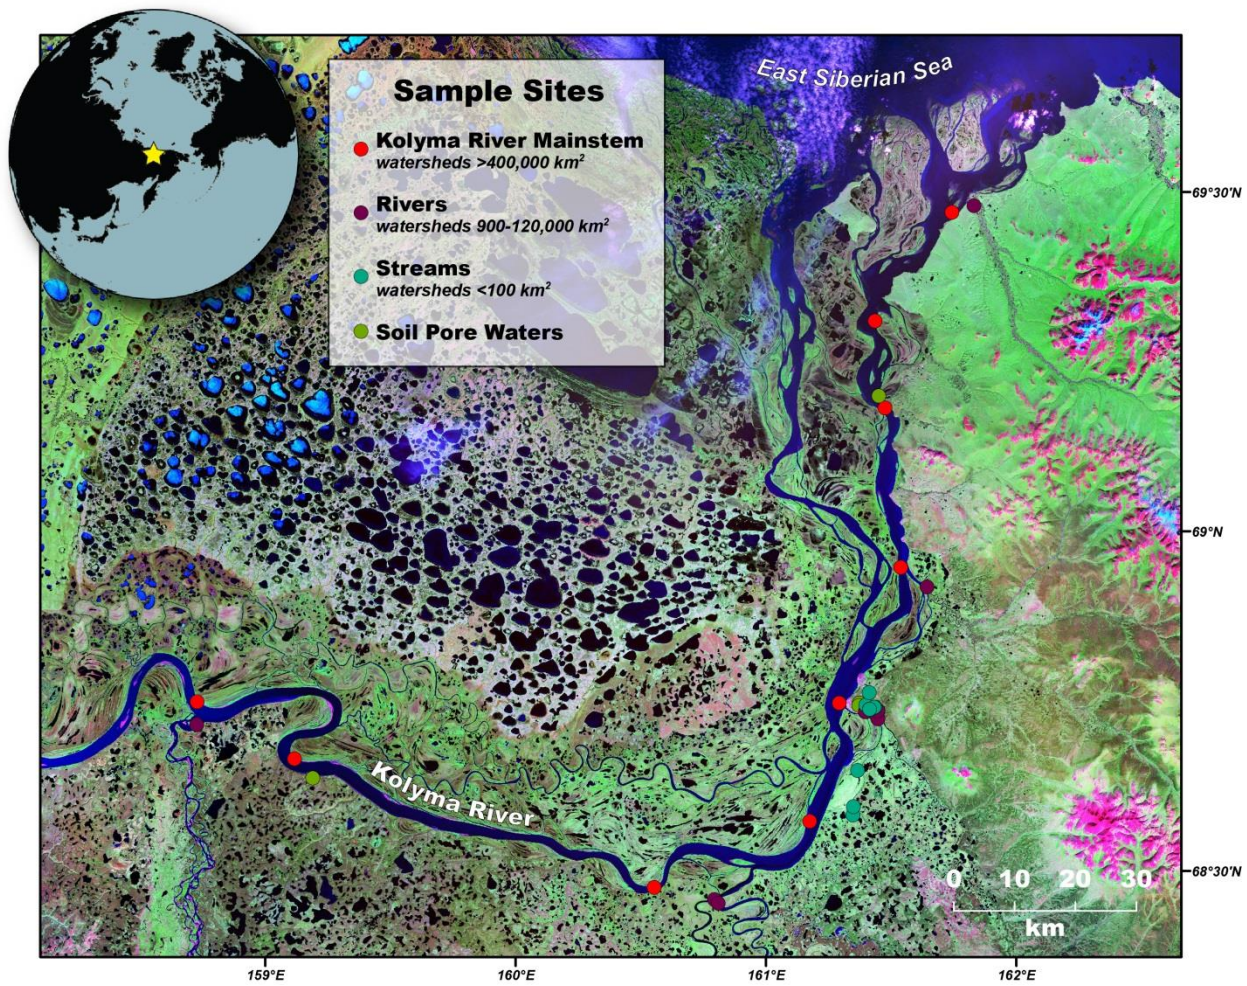 East Siberian Sea
Sample Sites
Kolyma River Mainstem
watersheds >400,000 km²
Rivers
watersheds 900-120,000 km²
Streams
watersheds <100 km²
Soil Pore Waters
69°30'N
69°N
Kolyma River
68°30'N
0 10 20 30
km
159°E 160°E 161°E 162°E